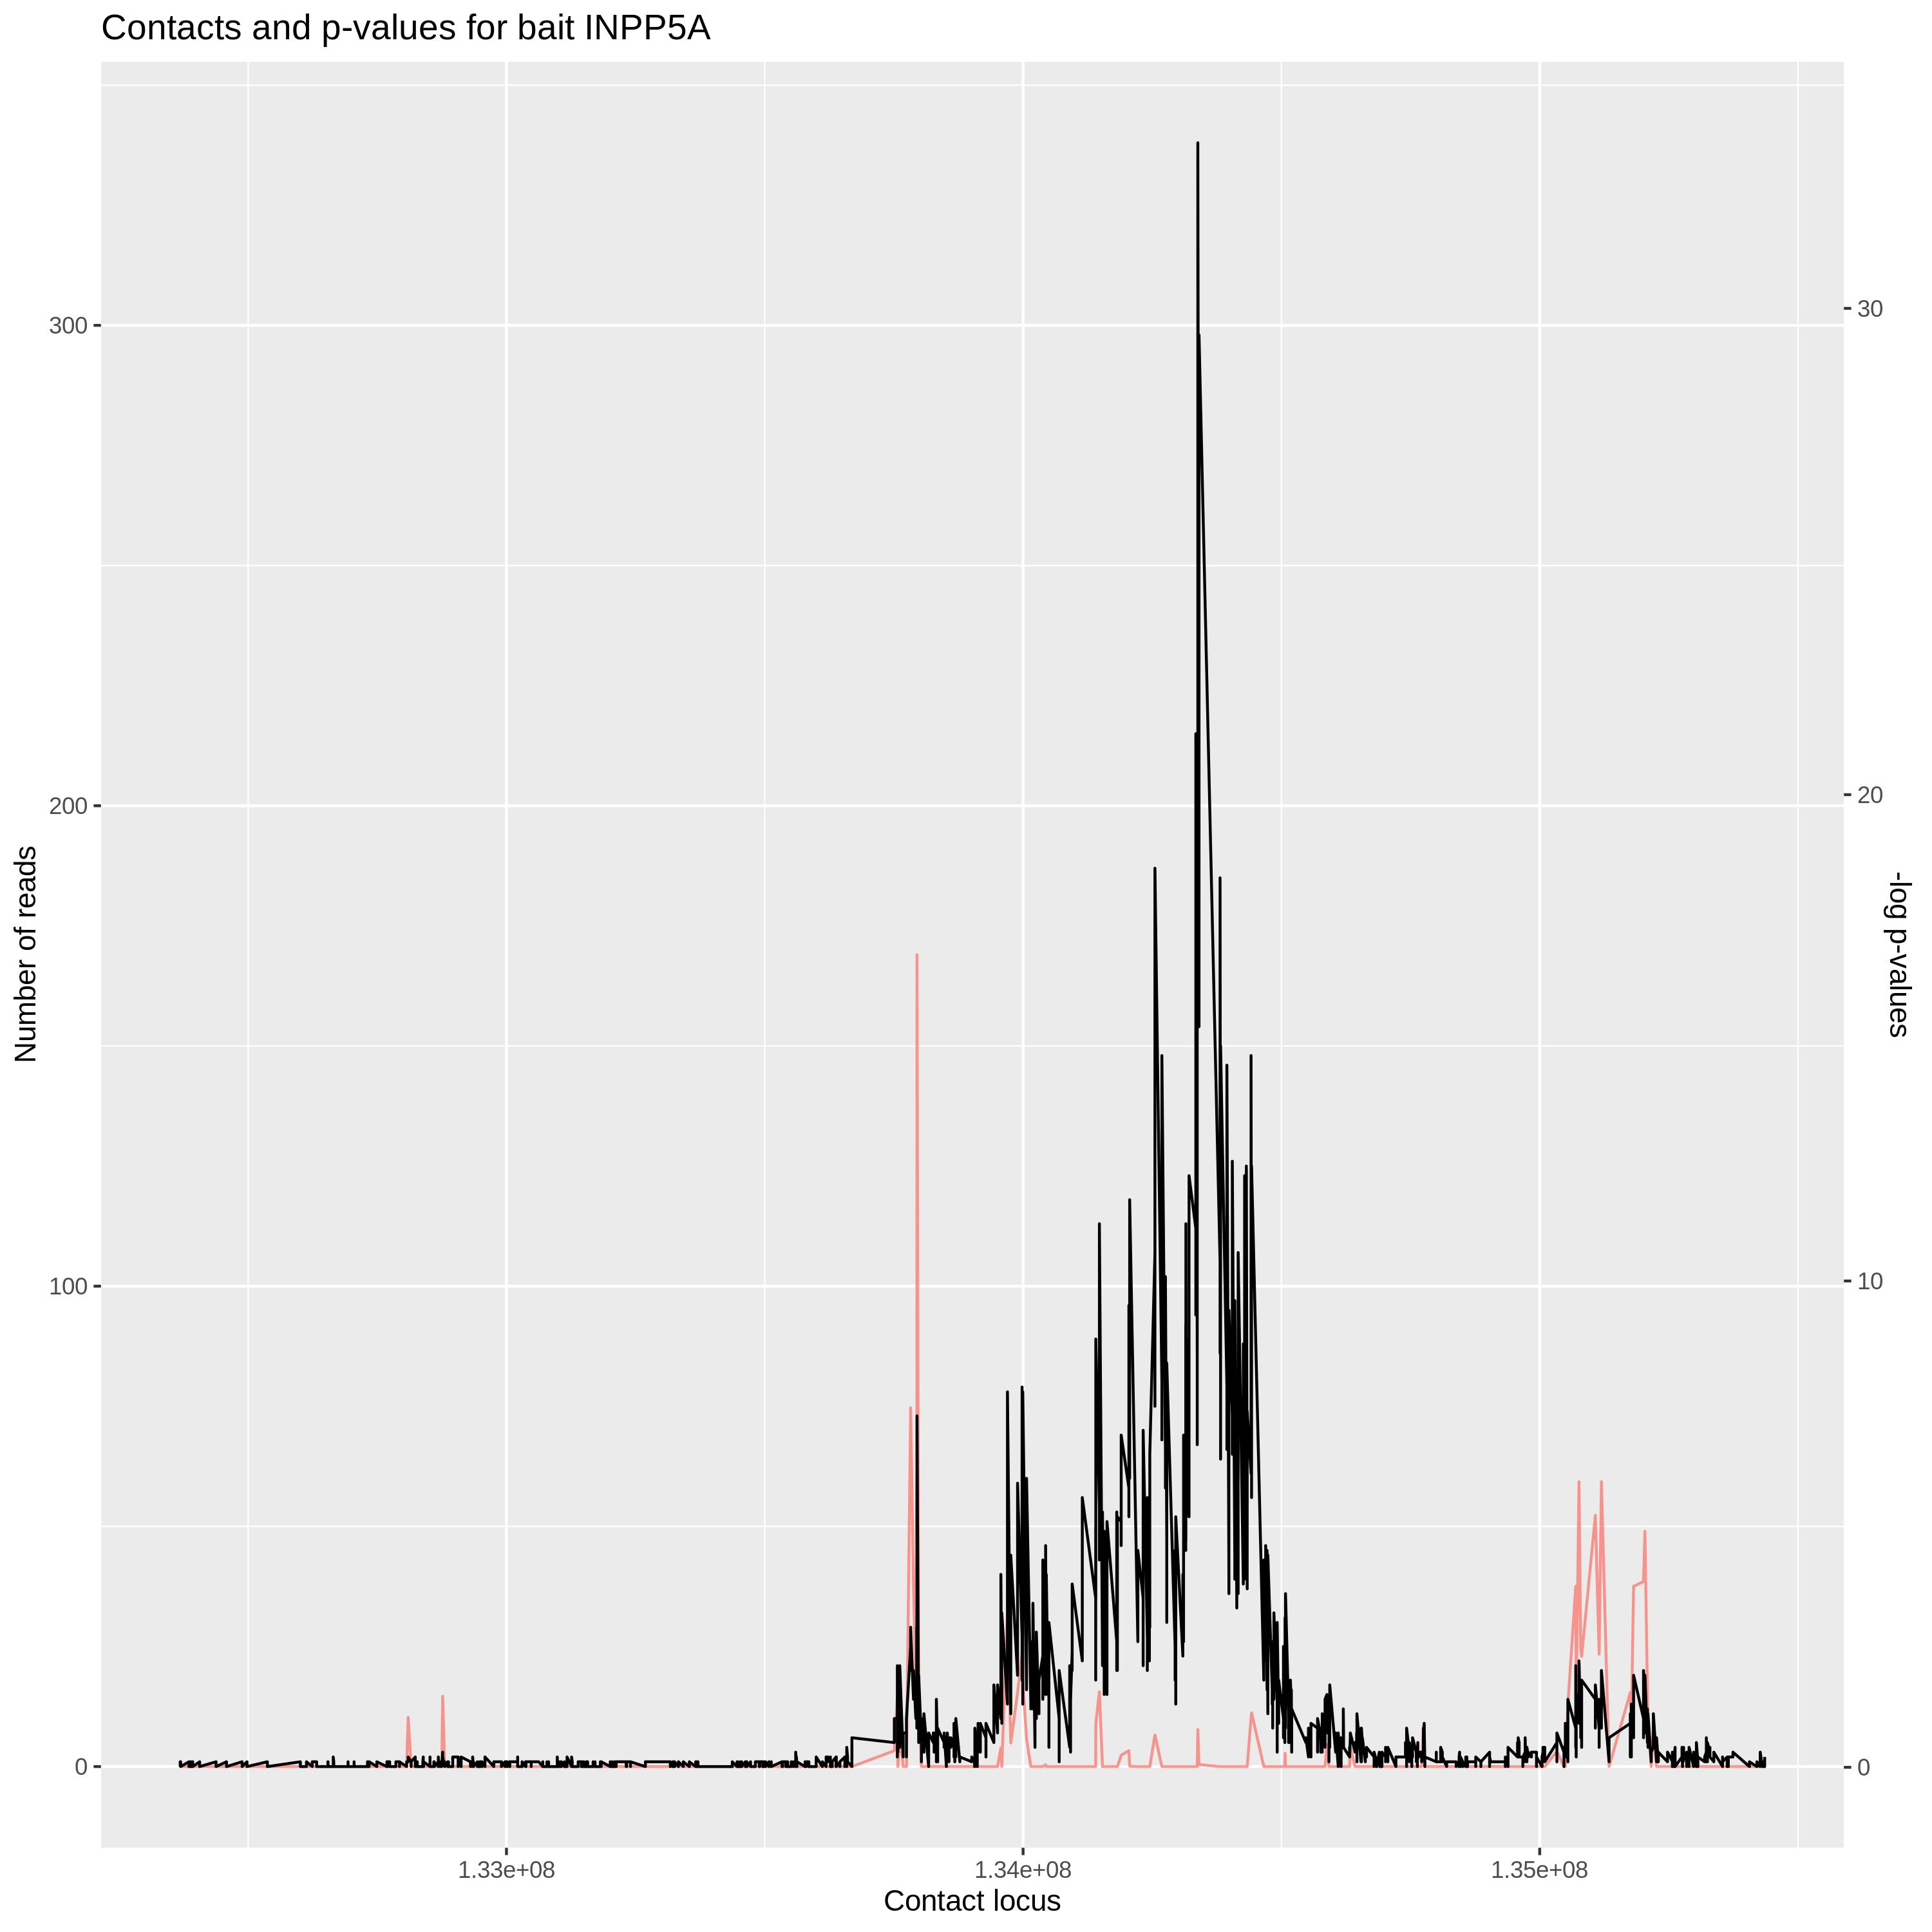 Contacts and p-values for bait INPP5A
300
200
100
0
30
20
10
0
Number of reads
-log p-values
1.33e+08
1.34e+08
1.35e+08
Contact locus